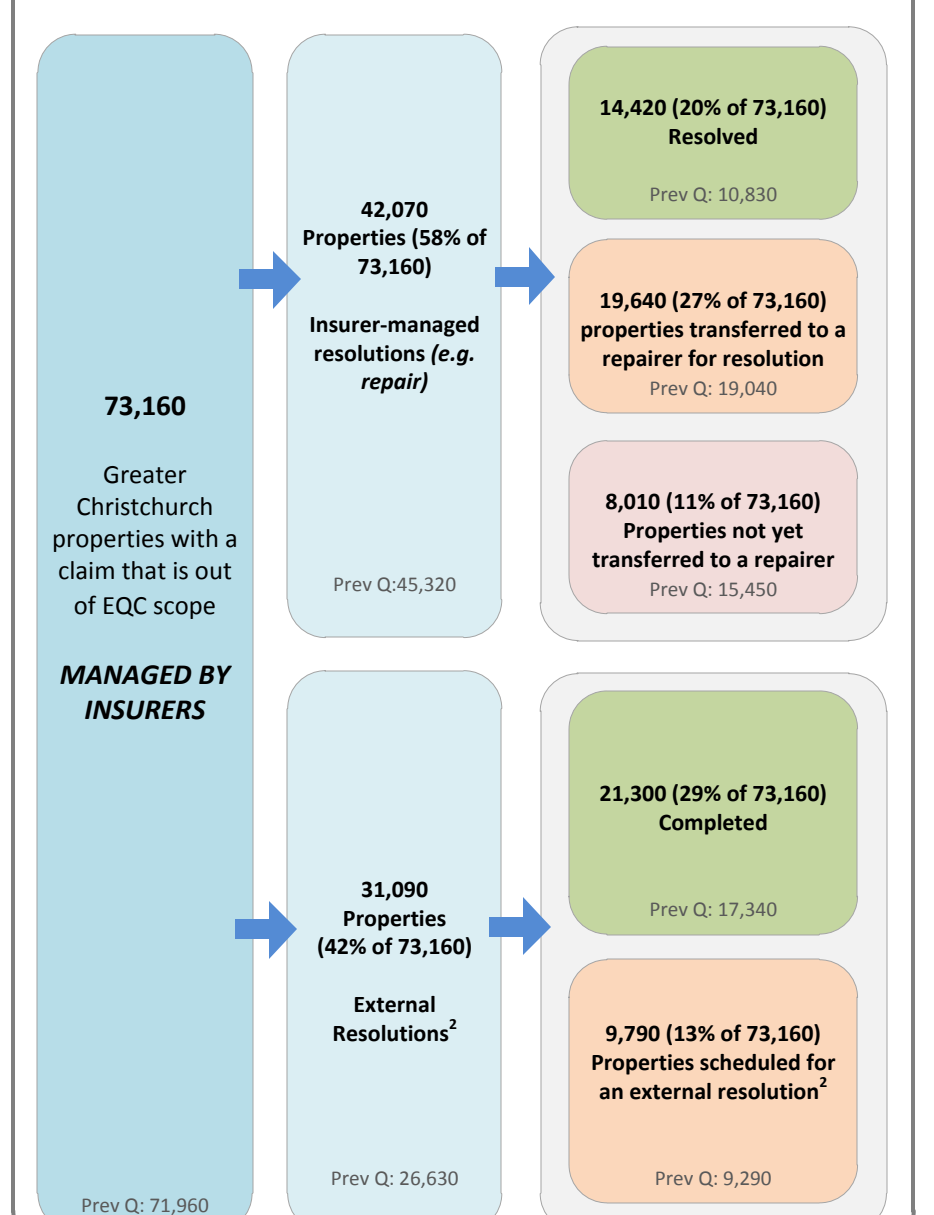 73,160
Greater
Christchurch
properties with a
claim that is out
of EQC scope
MANAGED BY
INSURERS
Prev Q: 71,960
42,070
Properties (58% of
73,160)
Insurer-managed
resolutions (e.g.
repair)
Prev Q:45,320
14,420 (20% of 73,160)
Resolved
Prev Q: 10,830
19,640 (27% of 73,160)
properties transferred to a
repairer for resolution
Prev Q: 19,040
8,010 (11% of 73,160)
Properties not yet
transferred to a repairer
Prev Q: 15,450
31,090
Properties
(42% of 73,160)
External
Resolutions2
Prev Q: 26,630
21,300 (29% of 73,160)
Completed
Prev Q: 17,340
9,790 (13% of 73,160)
Properties scheduled for
an external resolution2
Prev Q: 9,290